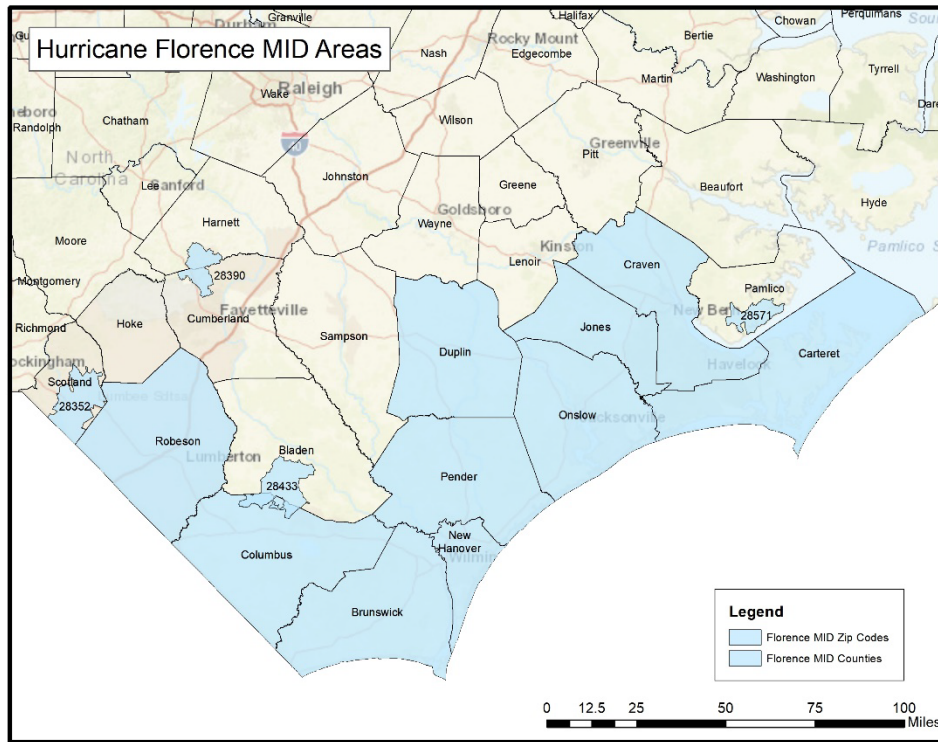 Hurricane Florence MID Areas
Granville
Halifax
Perquimans
Chowan
Bertie
Nash
Rocky Mount
Edgecombe
Martin
Washington
Tyrrell
Dare
Wake
Raleigh
Wilson
Randolph
Chatham
North
Carolina
40
Johnston
Pitt
Greenville
Greene
Beaufort
Hyde
Lee
Sanford
Harnett
Wayne
Goldsboro
Moore
Kinston
Lenoir
Craven
Pamlico
Montgomery
28390
Pamlico
New Bern
28571
Hoke
Cumberland
Fayetteville
Richmond
Rockingham
Sampson
Duplin
Jones
Carteret
Havelock
Scotland
28352
Robeson
Lumberton
Bladen
28433
Onslow
Jacksonville
Pender
Columbus
New
Hanover
Brunswick
Legend
Florence MID Zip Codes
Florence MID Counties
0 12.5 25 50 75 100
Miles